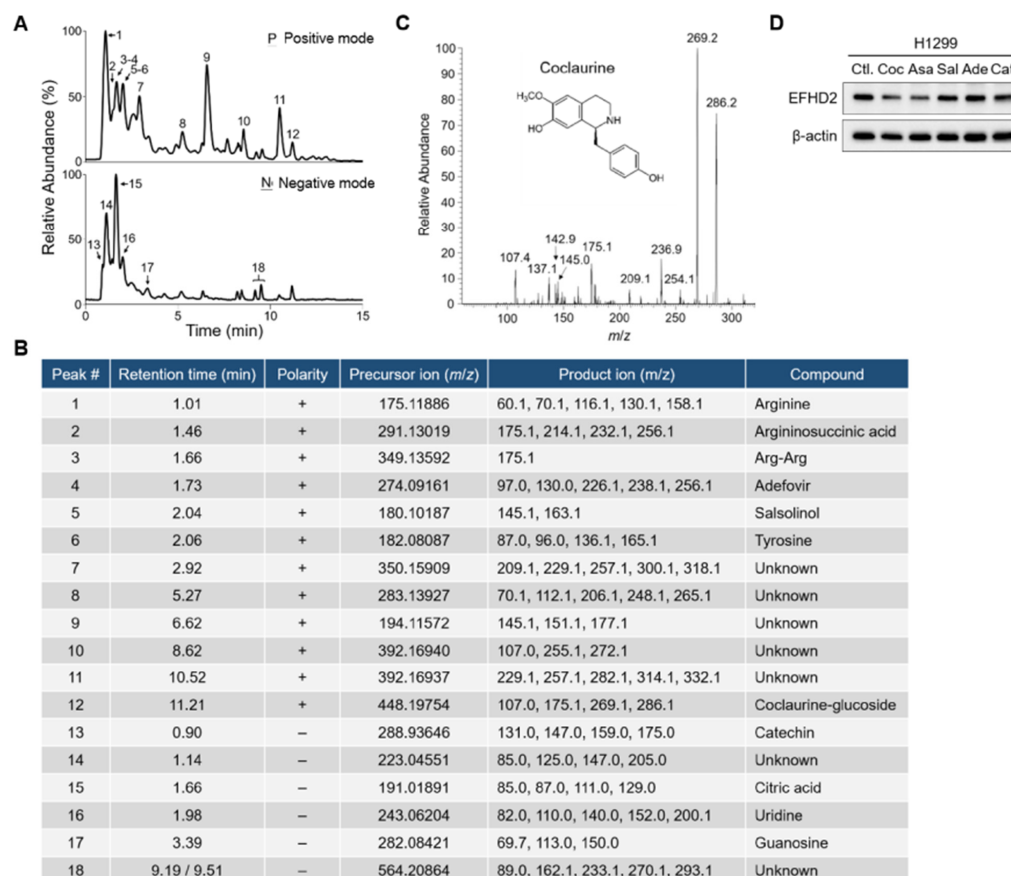 A
P Positive mode
1
2
3-4
5-6
7
8
9
10
11
12
100
50
0
Relative Abundance (%)
N Negative mode
13
14
15
16
17
18
100
50
0
0 5 10 15
Time (min)
C
Coclaurine
H₃CO
HO
NH
OH
269.2
286.2
107.4
137.1
142.9
145.0
175.1
209.1
236.9
254.1
100
90
80
70
60
50
40
30
20
10
0
Relative Abundance
100 150 200 250 300
m/z
D
H1299
Ctl. Coc Asa Sal Ade Cat
EFHD2
β-actin
B
Peak # Retention time (min) Polarity Precursor ion (m/z) Product ion (m/z) Compound
1 1.01 + 175.11886 60.1, 70.1, 116.1, 130.1, 158.1 Arginine
2 1.46 + 291.13019 175.1, 214.1, 232.1, 256.1 Argininosuccinic acid
3 1.66 + 349.13592 175.1 Arg-Arg
4 1.73 + 274.09161 97.0, 130.0, 226.1, 238.1, 256.1 Adefovir
5 2.04 + 180.10187 145.1, 163.1 Salsolinol
6 2.06 + 182.08087 87.0, 96.0, 136.1, 165.1 Tyrosine
7 2.92 + 350.15909 209.1, 229.1, 257.1, 300.1, 318.1 Unknown
8 5.27 + 283.13927 70.1, 112.1, 206.1, 248.1, 265.1 Unknown
9 6.62 + 194.11572 145.1, 151.1, 177.1 Unknown
10 8.62 + 392.16940 107.0, 255.1, 272.1 Unknown
11 10.52 + 392.16937 229.1, 257.1, 282.1, 314.1, 332.1 Unknown
12 11.21 + 448.19754 107.0, 175.1, 269.1, 286.1 Coclaurine-glucoside
13 0.90 – 288.93646 131.0, 147.0, 159.0, 175.0 Catechin
14 1.14 – 223.04551 85.0, 125.0, 147.0, 205.0 Unknown
15 1.66 – 191.01891 85.0, 87.0, 111.0, 129.0 Citric acid
16 1.98 – 243.06204 82.0, 110.0, 140.0, 152.0, 200.1 Uridine
17 3.39 – 282.08421 69.7, 113.0, 150.0 Guanosine
18 9.19 / 9.51 – 564.20864 89.0, 162.1, 233.1, 270.1, 293.1 Unknown